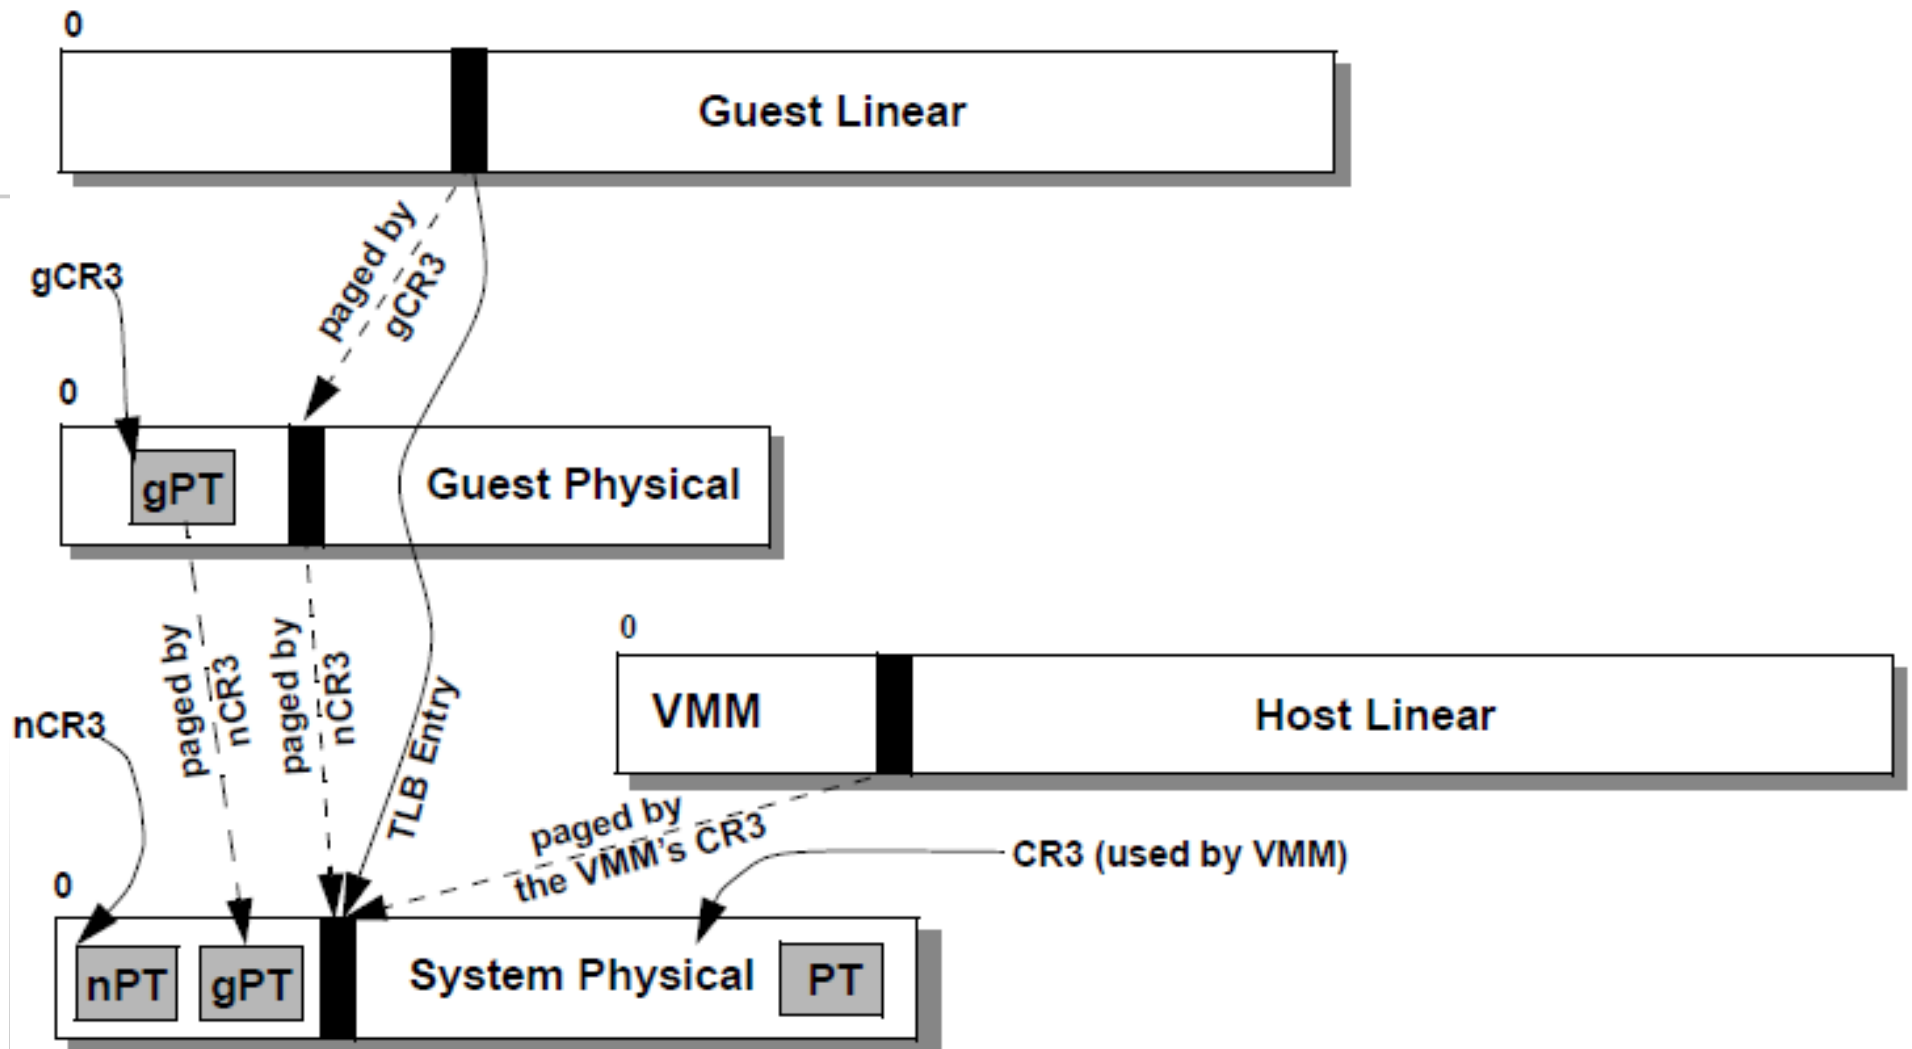 0
Guest Linear
paged by
gCR3
gCR3
0
gPT
Guest Physical
paged by
nCR3
paged by
nCR3
TLB Entry
nCR3
0
VMM
Host Linear
paged by
the VMM's CR3
CR3 (used by VMM)
0
nPT
gPT
System Physical
PT